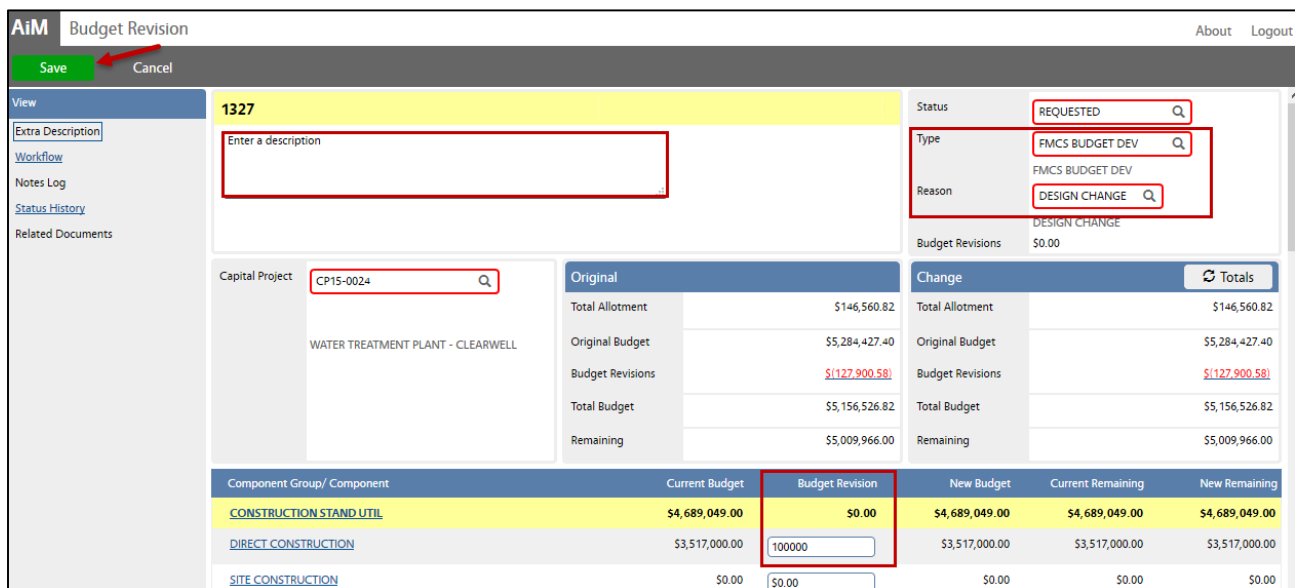 AiM Budget Revision About Logout
Save Cancel
View
Extra Description
Workflow
Notes Log
Status History
Related Documents
1327
Enter a description
Status REQUESTED
Type FMCS BUDGET DEV
FMCS BUDGET DEV
Reason DESIGN CHANGE
DESIGN CHANGE
Budget Revisions $0.00
Capital Project CP15-0024
WATER TREATMENT PLANT - CLEARWELL
Original
Total Allotment $146,560.82
Original Budget $5,284,427.40
Budget Revisions $(127,900.58)
Total Budget $5,156,526.82
Remaining $5,009,966.00
Change Totals
Total Allotment $146,560.82
Original Budget $5,284,427.40
Budget Revisions $(127,900.58)
Total Budget $5,156,526.82
Remaining $5,009,966.00
Component Group/ Component Current Budget Budget Revision New Budget Current Remaining New Remaining
CONSTRUCTION STAND UTIL $4,689,049.00 $0.00 $4,689,049.00 $4,689,049.00 $4,689,049.00
DIRECT CONSTRUCTION $3,517,000.00 100000 $3,517,000.00 $3,517,000.00 $3,517,000.00
SITE CONSTRUCTION $0.00 $0.00 $0.00 $0.00 $0.00